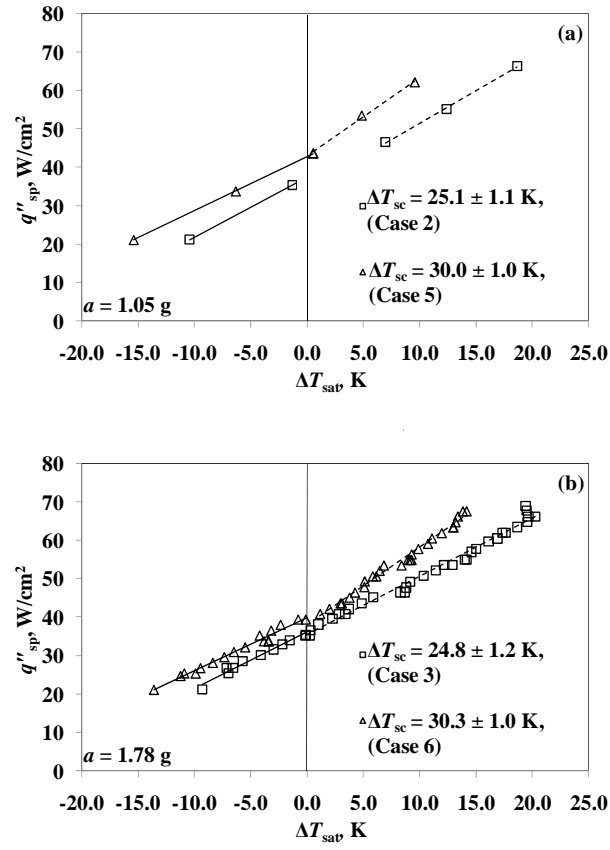 80
(a)
70
60
50
40
30
20
10
0
q″sp, W/cm²
ΔTsc = 25.1 ± 1.1 K,
(Case 2)
ΔTsc = 30.0 ± 1.0 K,
(Case 5)
a = 1.05 g
-20.0 -15.0 -10.0 -5.0 0.0 5.0 10.0 15.0 20.0 25.0
ΔTsat, K
80
(b)
70
60
50
40
30
20
10
0
q″sp, W/cm²
ΔTsc = 24.8 ± 1.2 K,
(Case 3)
ΔTsc = 30.3 ± 1.0 K,
(Case 6)
a = 1.78 g
-20.0 -15.0 -10.0 -5.0 0.0 5.0 10.0 15.0 20.0 25.0
ΔTsat, K